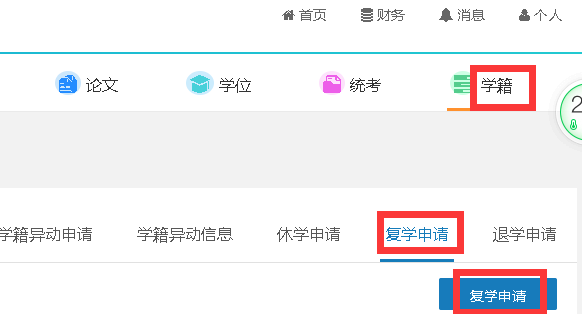 首页 财务 消息 个人
论文 学位 统考 学籍
2
学籍异动申请 学籍异动信息 休学申请 复学申请 退学申请
复学申请